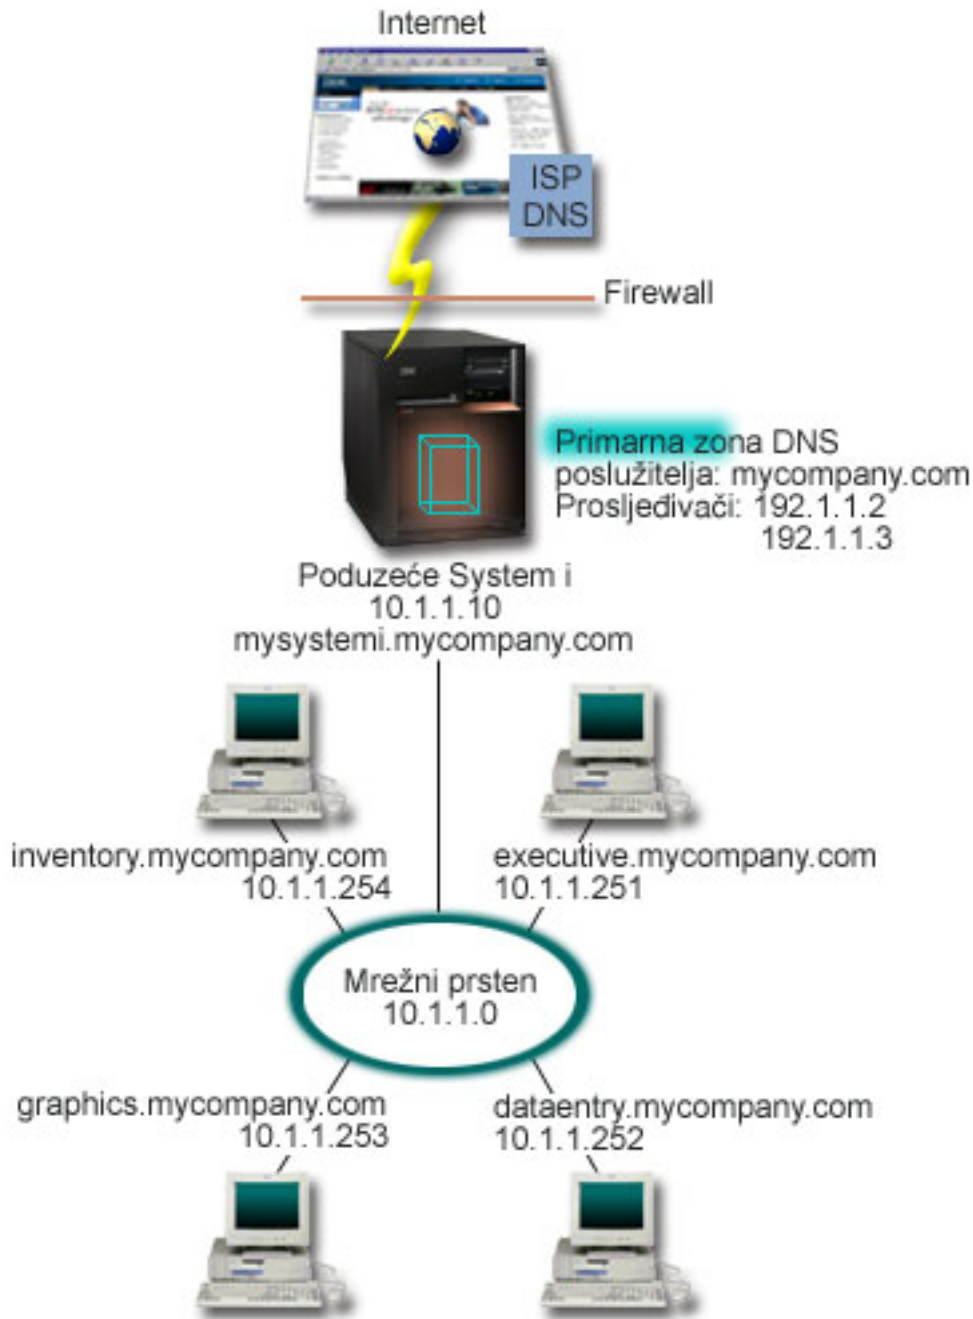 Internet
ISP
DNS
Firewall
Primarna zona DNS
poslužitelja: mycompany.com
Prosljeđivači: 192.1.1.2
192.1.1.3
Poduzeće System i
10.1.1.10
mysystemi.mycompany.com
inventory.mycompany.com
10.1.1.254
executive.mycompany.com
10.1.1.251
Mrežni prsten
10.1.1.0
graphics.mycompany.com
10.1.1.253
dataentry.mycompany.com
10.1.1.252